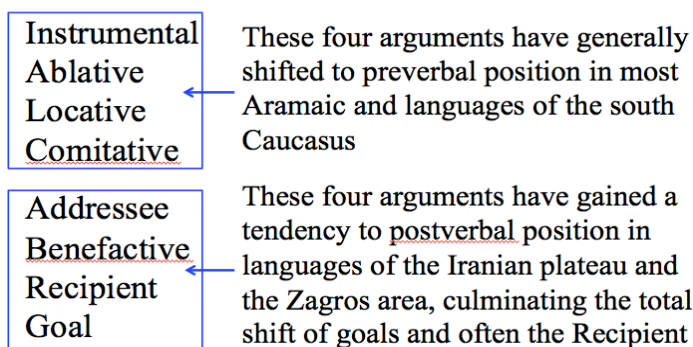 Instrumental
Ablative
Locative
Comitative
These four arguments have generally
shifted to preverbal position in most
Aramaic and languages of the south
Caucasus
Addressee
Benefactive
Recipient
Goal
These four arguments have gained a
tendency to postverbal position in
languages of the Iranian plateau and
the Zagros area, culminating the total
shift of goals and often the Recipient